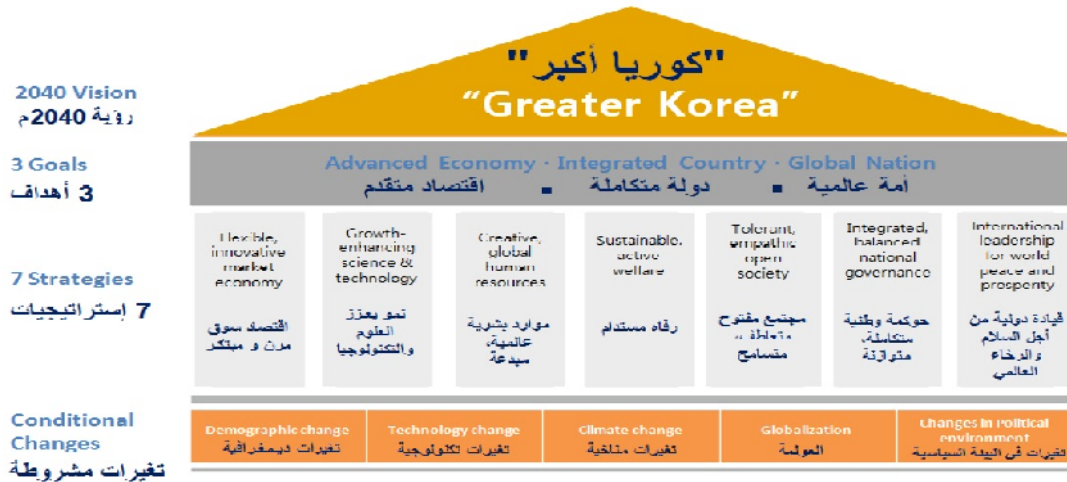 "كوريا أكبر"
“Greater Korea”
2040 Vision
رؤية 2040م
3 Goals
3 أهداف
Advanced Economy · Integrated Country · Global Nation
اقتصاد متقدم ▪ دولة متكاملة ▪ أمة عالمية
7 Strategies
7 إستراتيجيات
Flexible,
innovative
market
economy
اقتصاد سوق
مرن و مبتكر
Growth-
enhancing
science &
technology
نمو يعزز
العلوم
والتكنولوجيا
Creative,
global
human
resources
موارد بشرية
عالمية،
مبدعة
Sustainable,
active
welfare
رفاه مستدام
Tolerant,
empathic
open
society
مجتمع مفتوح
متعاطف،
متسامح
Integrated,
balanced
national
governance
حوكمة وطنية
متكاملة،
متوازنة
International
leadership
for world
peace and
prosperity
قيادة دولية من
أجل السلام
والرخاء
العالمي
Conditional
Changes
تغيرات مشروطة
Demographic change
تغيرات ديمغرافية
Technology change
تغيرات تكنولوجية
Climate change
تغيرات مناخية
Globalization
العولمة
Changes in Political
environment
تغيرات في البيئة السياسية